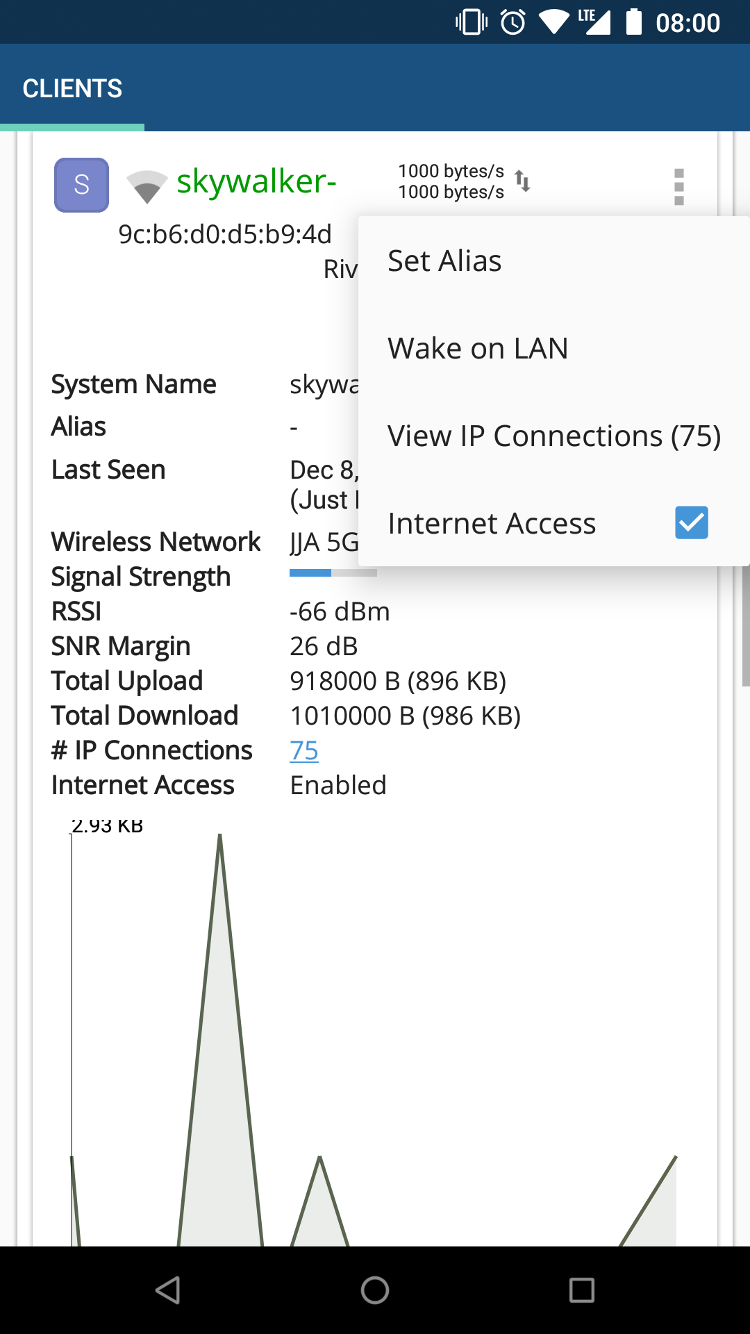 LTE 08:00
CLIENTS
S skywalker- 1000 bytes/s
1000 bytes/s
9c:b6:d0:d5:b9:4d
Riv
Set Alias
Wake on LAN
View IP Connections (75)
Internet Access
System Name skywa
Alias -
Last Seen Dec 8,
(Just
Wireless Network JJA 5G
Signal Strength
RSSI -66 dBm
SNR Margin 26 dB
Total Upload 918000 B (896 KB)
Total Download 1010000 B (986 KB)
# IP Connections 75
Internet Access Enabled
2.93 KB